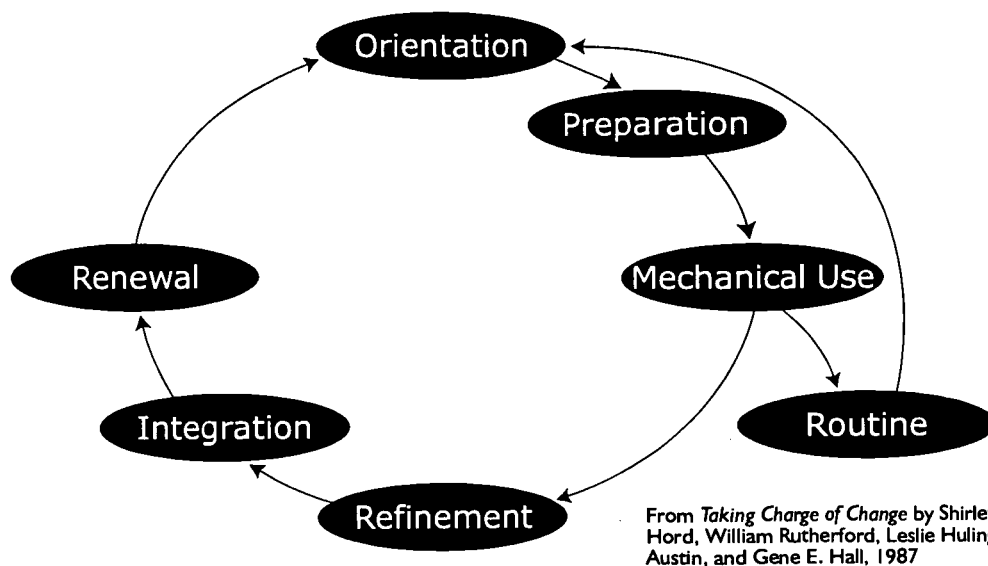 Orientation
Preparation
Mechanical Use
Routine
Refinement
Integration
Renewal
From Taking Charge of Change by
Hord, William Rutherford, Leslie
Austin, and Gene E. Hall, 1987